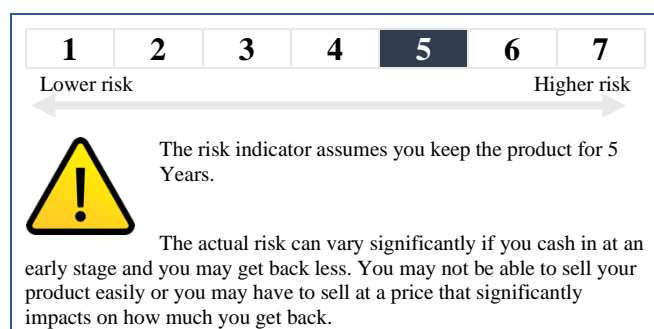 1 2 3 4 5 6 7
Lower risk Higher risk
The risk indicator assumes you keep the product for 5
Years.
The actual risk can vary significantly if you cash in at an
early stage and you may get back less. You may not be able to sell your
product easily or you may have to sell at a price that significantly
impacts on how much you get back.